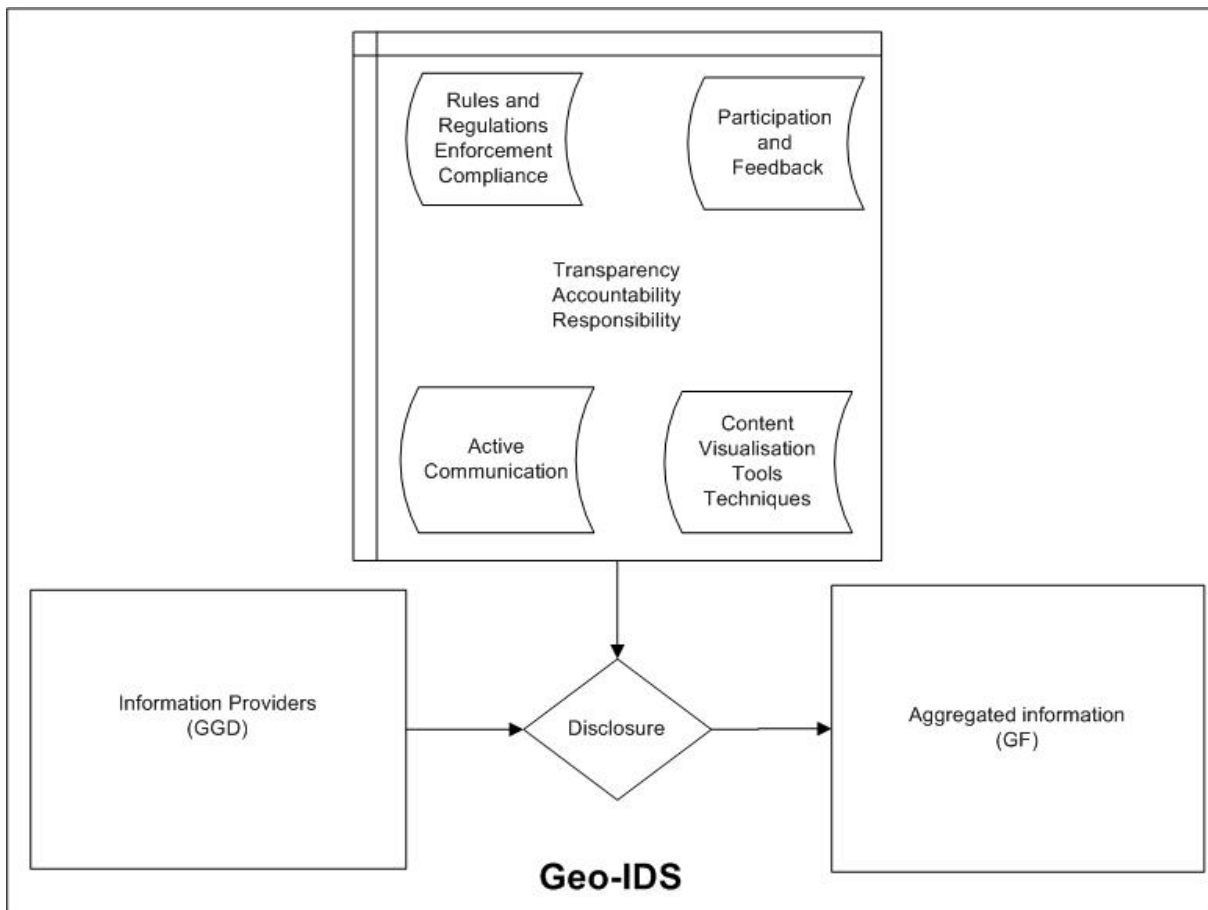 Rules and
Regulations
Enforcement
Compliance
Participation
and
Feedback
Transparency
Accountability
Responsibility
Active
Communication
Content
Visualisation
Tools
Techniques
Information Providers
(GGD)
Disclosure
Aggregated information
(GF)
Geo-IDS